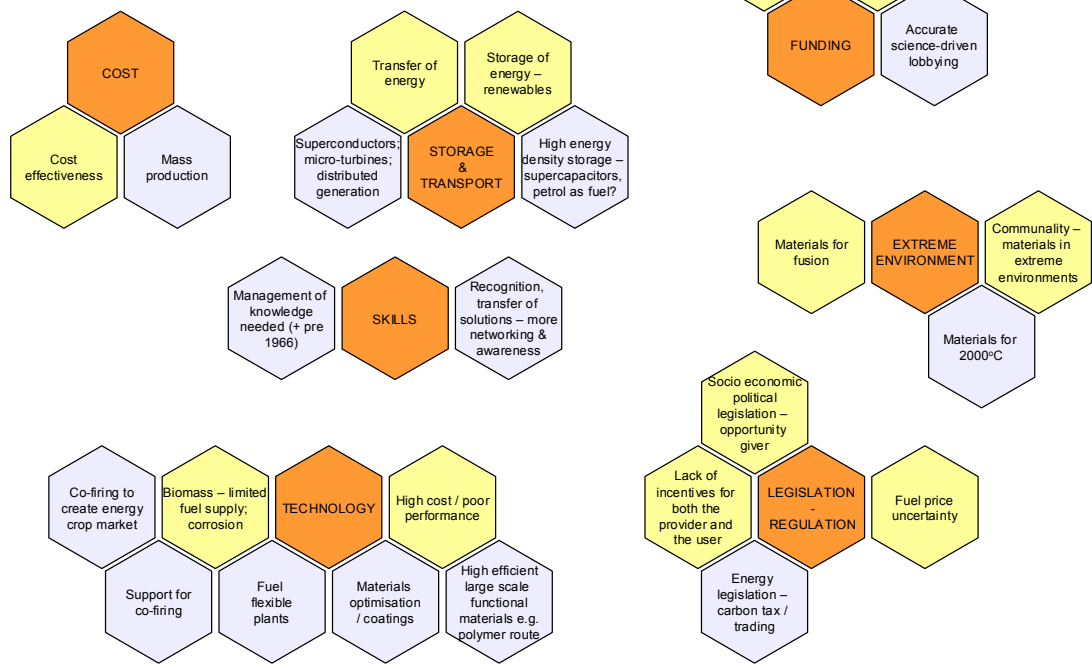 COST
Cost
effectiveness
Mass
production
Transfer of
energy
Storage of
energy –
renewables
Superconductors;
micro-turbines;
distributed
generation
STORAGE
&
TRANSPORT
High energy
density storage –
supercapacitors,
petrol as fuel?
FUNDING
Accurate
science-driven
lobbying
Materials for
fusion
EXTREME
ENVIRONMENT
Communality –
materials in
extreme
environments
Materials for
2000ºC
Management of
knowledge
needed (+ pre
1966)
SKILLS
Recognition,
transfer of
solutions – more
networking &
awareness
Co-firing to
create energy
crop market
Biomass – limited
fuel supply;
corrosion
TECHNOLOGY
High cost / poor
performance
Support for
co-firing
Fuel
flexible
plants
Materials
optimisation
/ coatings
High efficient
large scale
functional
materials e.g.
polymer route
Socio economic
political
legislation –
opportunity
giver
Lack of
incentives for
both the
provider and
the user
LEGISLATION
-
REGULATION
Fuel price
uncertainty
Energy
legislation –
carbon tax /
trading